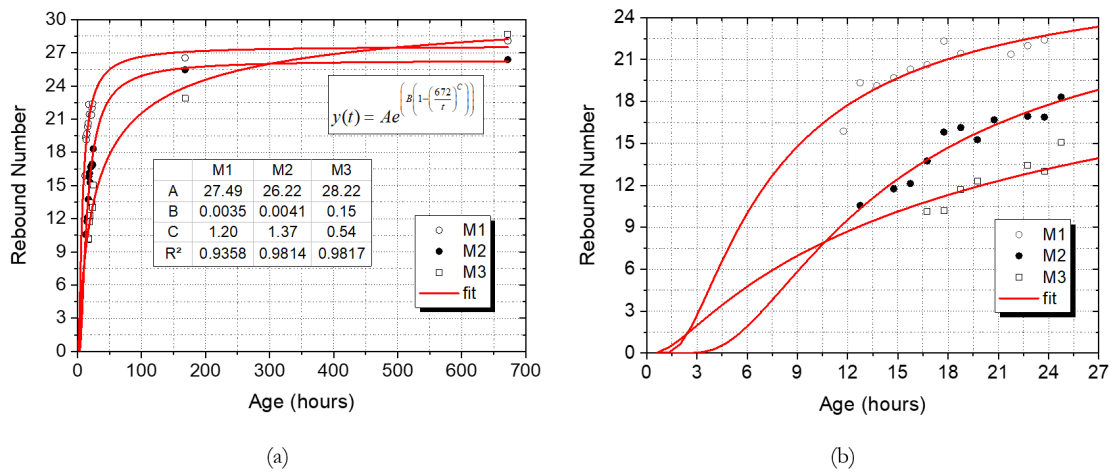 30
27
24
21
18
15
12
9
6
3
0
Rebound Number
y(t) = Ae^(B(1-(672/t)^C))
M1 M2 M3
A 27.49 26.22 28.22
B 0.0035 0.0041 0.15
C 1.20 1.37 0.54
R² 0.9358 0.9814 0.9817
M1
M2
M3
fit
0 100 200 300 400 500 600 700
Age (hours)
(a)
24
21
18
15
12
9
6
3
0
Rebound Number
M1
M2
M3
fit
0 3 6 9 12 15 18 21 24 27
Age (hours)
(b)